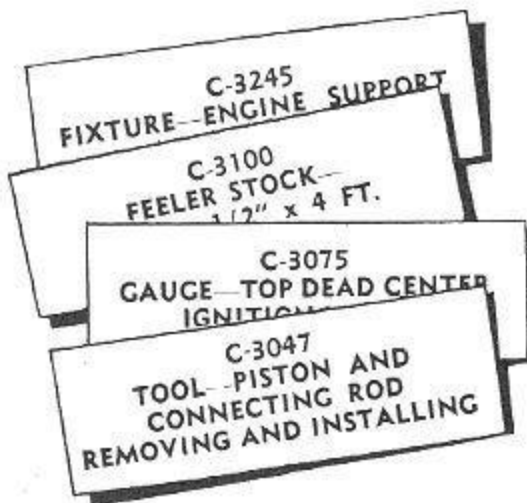 C-3245
FIXTURE--ENGINE SUPPORT
C-3100
FEELER STOCK—
1/2" x 4 FT.
C-3075
GAUGE—TOP DEAD CENTER
IGNITION
C-3047
TOOL--PISTON AND
CONNECTING ROD
REMOVING AND INSTALLING